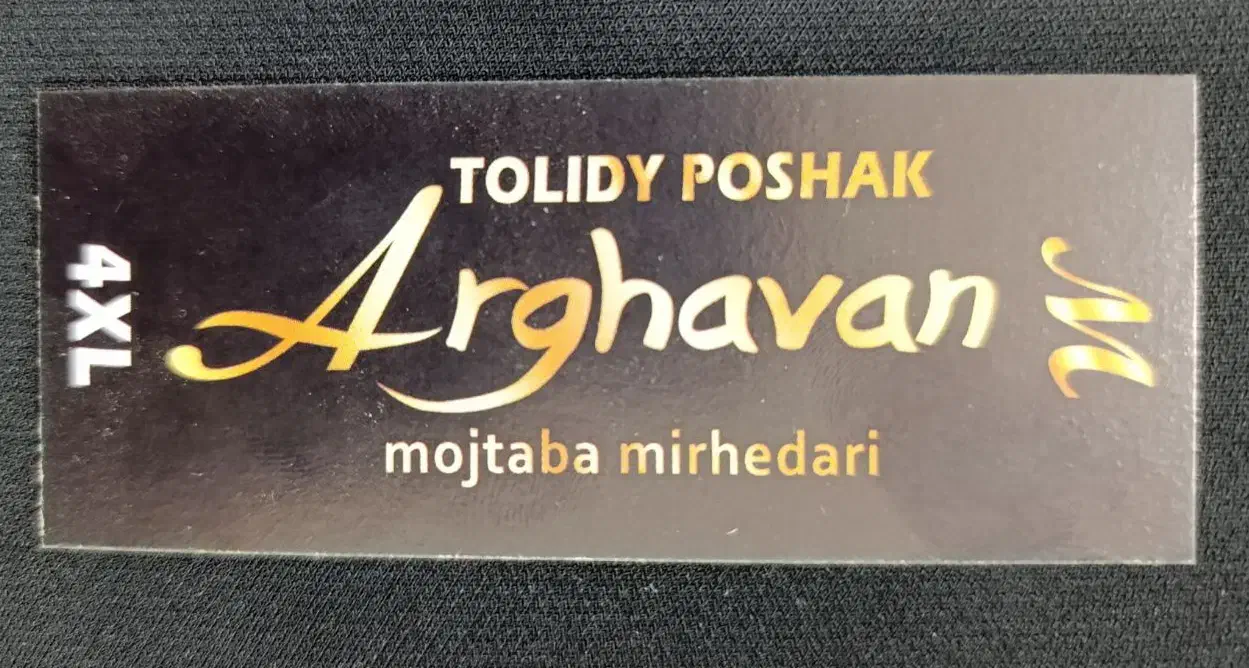 TOLIDY POSHAK
Arghavan
mojtaba mirhedari
4XL
M